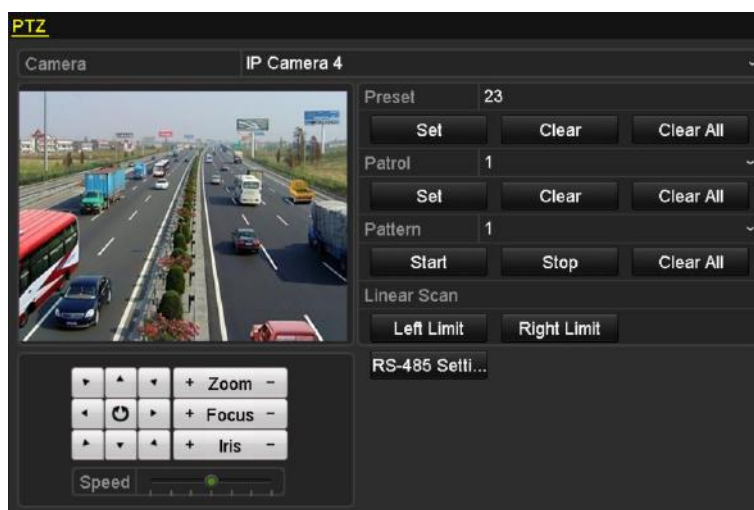 PTZ
Camera IP Camera 4
Preset 23
Set Clear Clear All
Patrol 1
Set Clear Clear All
Pattern 1
Start Stop Clear All
Linear Scan
Left Limit Right Limit
RS-485 Setti...
+ Zoom -
+ Focus -
+ Iris -
Speed